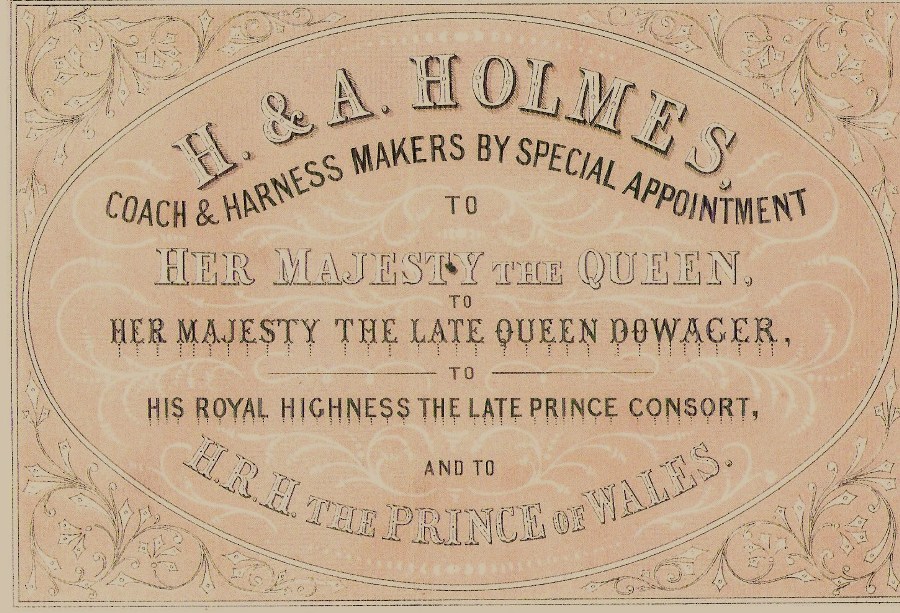 H. & A. HOLMES,
COACH & HARNESS MAKERS BY SPECIAL APPOINTMENT
TO
HER MAJESTY THE QUEEN,
TO
HER MAJESTY THE LATE QUEEN DOWAGER,
TO
HIS ROYAL HIGHNESS THE LATE PRINCE CONSORT,
AND TO
H.R.H. THE PRINCE OF WALES.